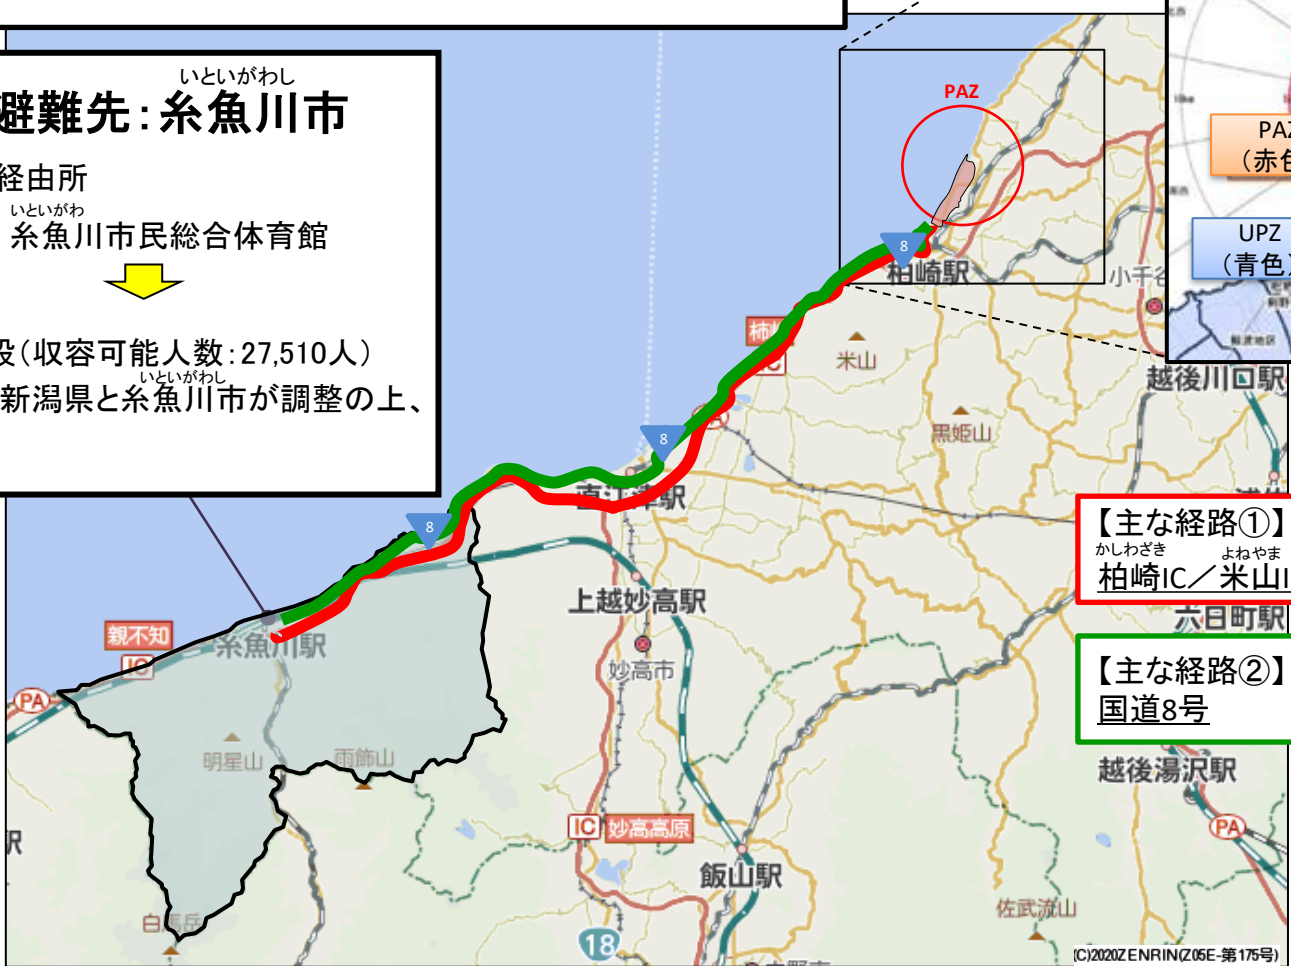 いといがわし
避難先：糸魚川市
経由所
いといがわ
糸魚川市民総合体育館
設（収容可能人数：27,510人）
いといがわし
新潟県と糸魚川市が調整の上、
PAZ
PAZ
（赤色
UPZ
（青色）
8
柏崎駅
小千谷
越後川口駅
米山
IC
黒姫山
8
直江津駅
8
【主な経路①】
かしわざき よねやま
柏崎IC／米山I
六日町駅
上越妙高駅
妙高市
親不知
IC
糸魚川駅
PA
【主な経路②】
国道8号
明星山
雨飾山
越後湯沢駅
IC 妙高高原
PA
飯山駅
駅
白馬岳
佐武流山
18
(C)2020ZENRIN(Z05E-第175号)